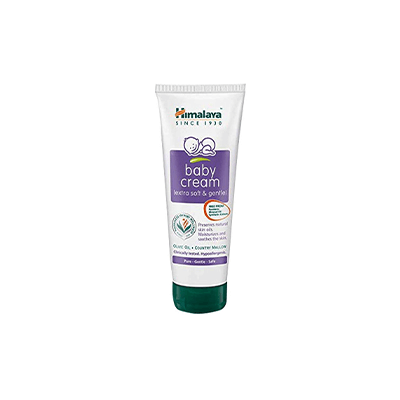 Himalaya
SINCE 1930
baby
cream
(extra soft & gentle)
Preserves natural
skin oils.
Moisturises and
soothes the skin.
OLIVE OIL • COUNTRY MALLOW
Clinically tested. Hypoallergenic.
Pure • Gentle • Safe